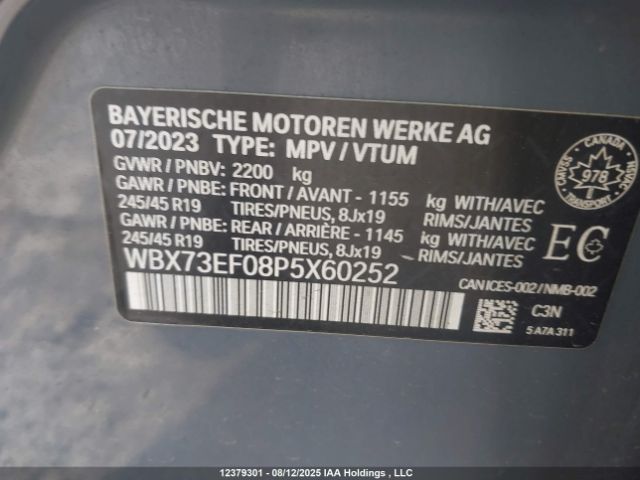 BAYERISCHE MOTOREN WERKE AG
07/2023 TYPE: MPV / VTUM
GVWR / PNBV: 2200 kg
GAWR / PNBE: FRONT / AVANT - 1155 kg WITH/AVEC
245/45 R19 TIRES/PNEUS, 8Jx19 RIMS/JANTES
GAWR / PNBE: REAR / ARRIÈRE - 1145 kg WITH/AVEC
245/45 R19 TIRES/PNEUS, 8Jx19 RIMS/JANTES
WBX73EF08P5X60252
CANADA
978
TRANSPORT
EC
CAN ICES-002 / NMB-002
C3N
5A7A311
12379301 - 08/12/2025 IAA Holdings , LLC